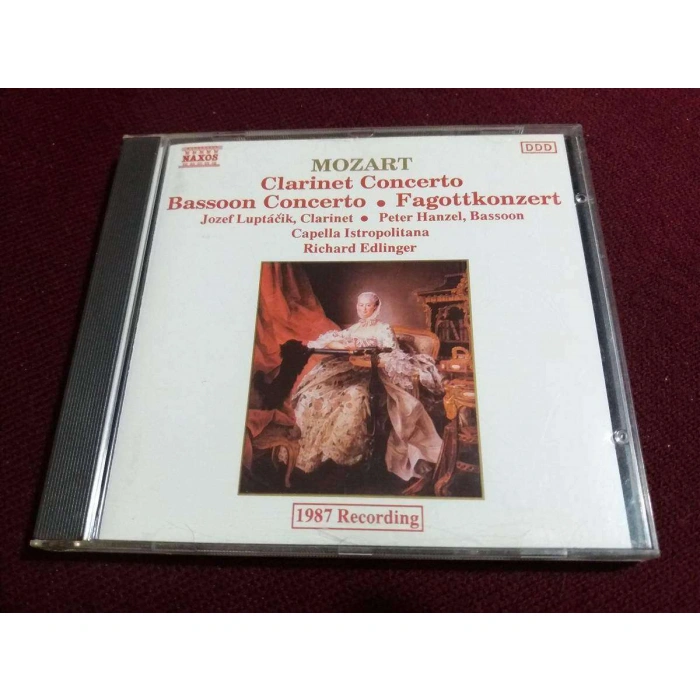 NAXOS
DDD
MOZART
Clarinet Concerto
Bassoon Concerto • Fagottkonzert
Jozef Luptáčik, Clarinet • Peter Hanzel, Bassoon
Capella Istropolitana
Richard Edlinger
1987 Recording